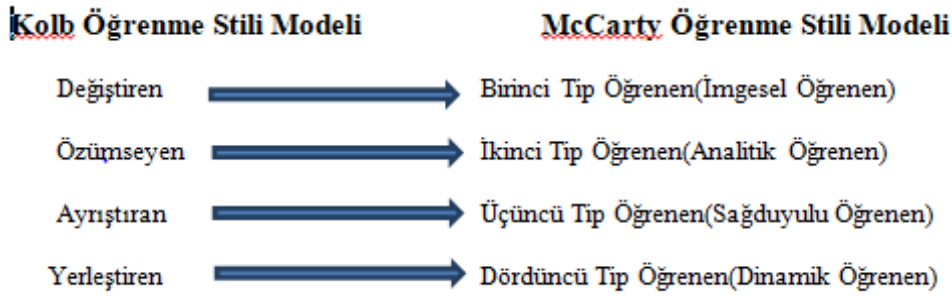 Kolb Öğrenme Stili Modeli McCarty Öğrenme Stili Modeli
Değiştiren Birinci Tip Öğrenen(İmgesel Öğrenen)
Özümseyen İkinci Tip Öğrenen(Analitik Öğrenen)
Ayrıştıran Üçüncü Tip Öğrenen(Sağduyulu Öğrenen)
Yerleştiren Dördüncü Tip Öğrenen(Dinamik Öğrenen)